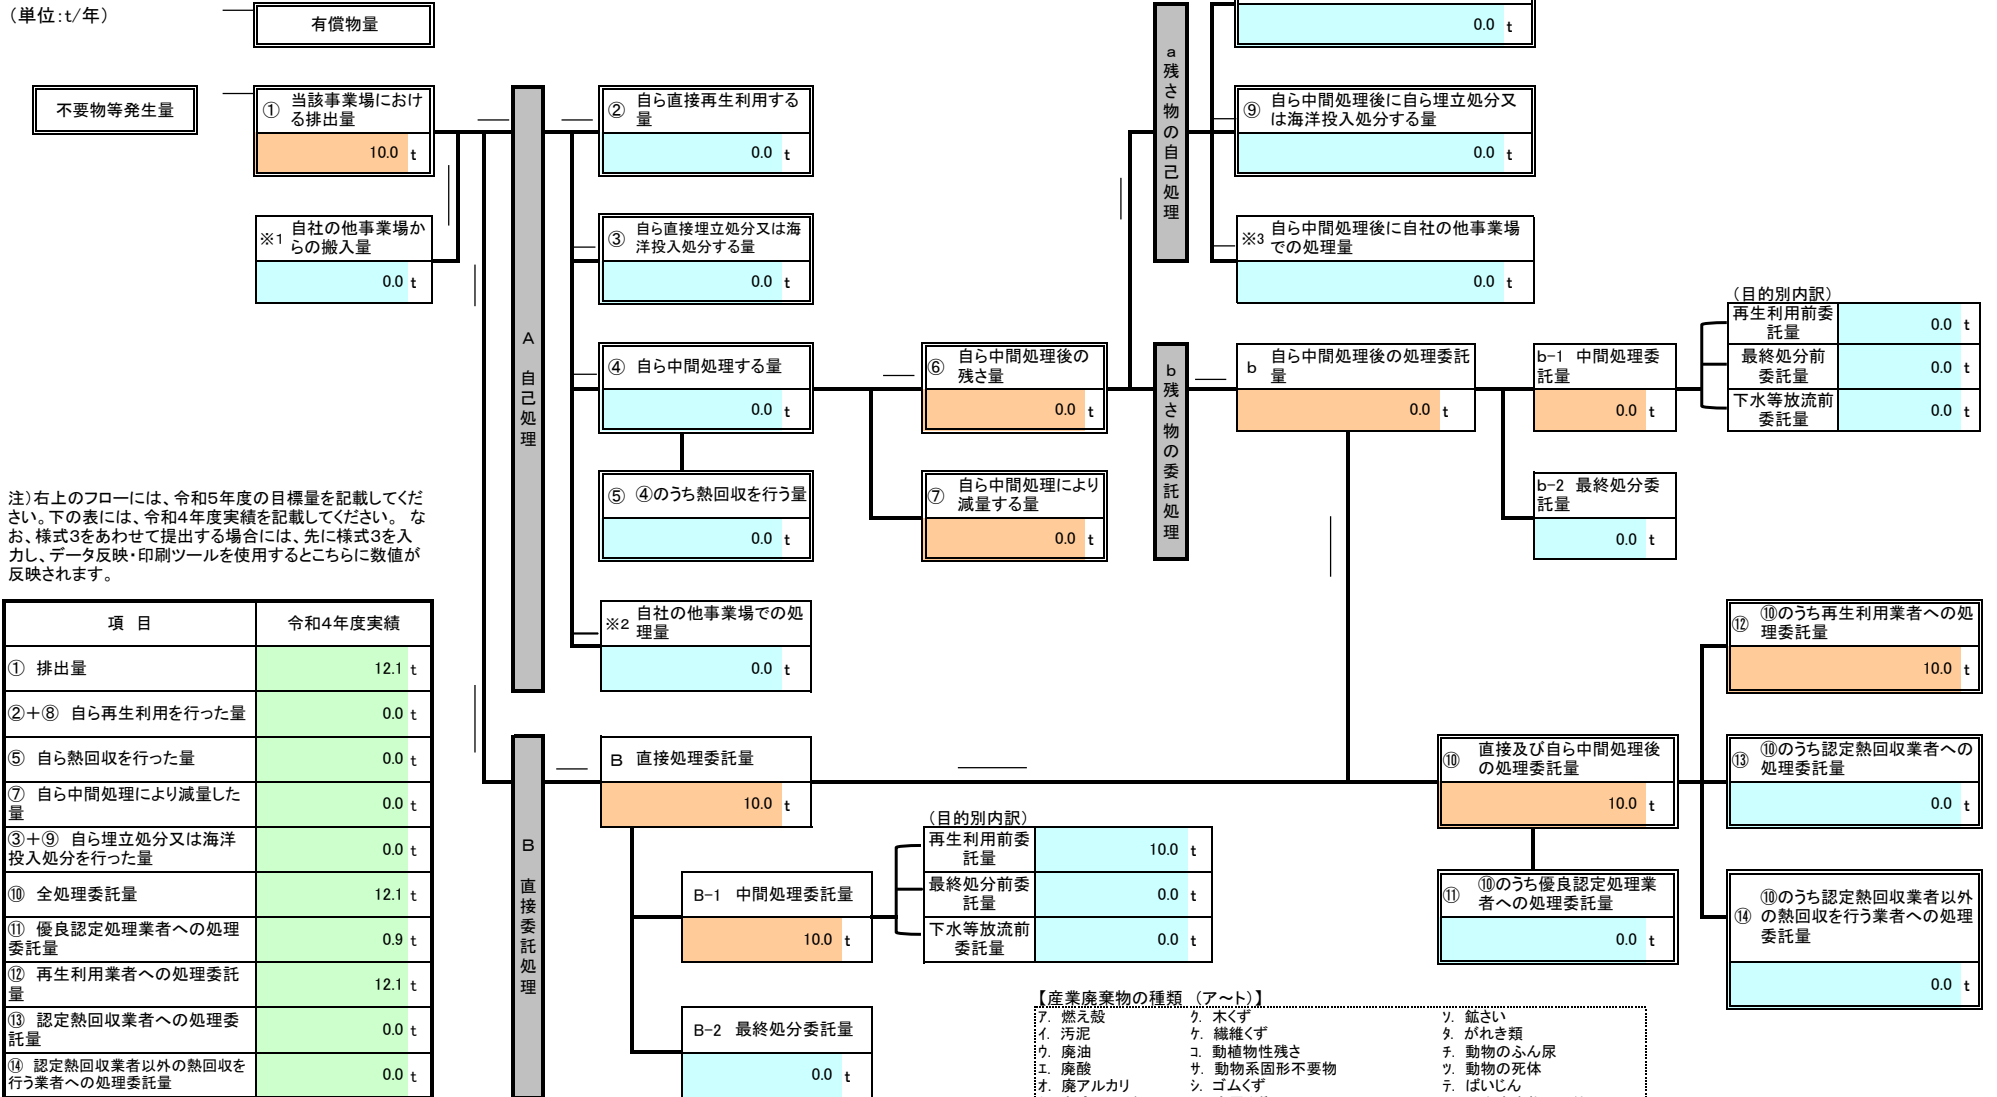 （単位：t/年）
有償物量
不要物等発生量
① 当該事業場におけ
る排出量
10.0 t
※1 自社の他事業場か
らの搬入量
0.0 t
A 自己処理
② 自ら直接再生利用する
量
0.0 t
③ 自ら直接埋立処分又は海
洋投入処分する量
0.0 t
④ 自ら中間処理する量
0.0 t
⑤ ④のうち熱回収を行う量
0.0 t
※2 自社の他事業場での処
理量
0.0 t
⑥ 自ら中間処理後の
残さ量
0.0 t
⑦ 自ら中間処理により
減量する量
0.0 t
a 残さ物の自己処理
0.0 t
⑨ 自ら中間処理後に自ら埋立処分又
は海洋投入処分する量
0.0 t
※3 自ら中間処理後に自社の他事業場
での処理量
0.0 t
b 残さ物の委託処理
b 自ら中間処理後の処理委託
量
0.0 t
b-1 中間処理委
託量
0.0 t
b-2 最終処分委
託量
0.0 t
（目的別内訳）
再生利用前委
託量
0.0 t
最終処分前
委託量
0.0 t
下水等放流前
委託量
0.0 t
注）右上のフローには、令和5年度の目標量を記載してくだ
さい。下の表には、令和4年度実績を記載してください。 な
お、様式3をあわせて提出する場合には、先に様式3を入
力し、データ反映・印刷ツールを使用するとこちらに数値が
反映されます。
項 目 令和4年度実績
① 排出量 12.1 t
②+⑧ 自ら再生利用を行った量 0.0 t
⑤ 自ら熱回収を行った量 0.0 t
⑦ 自ら中間処理により減量した
量 0.0 t
③+⑨ 自ら埋立処分又は海洋
投入処分を行った量 0.0 t
⑩ 全処理委託量 12.1 t
⑪ 優良認定処理業者への処理
委託量 0.9 t
⑫ 再生利用業者への処理委託
量 12.1 t
⑬ 認定熱回収業者への処理委
託量 0.0 t
⑭ 認定熱回収業者以外の熱回収を
行う業者への処理委託量 0.0 t
B 直接委託処理
B 直接処理委託量
10.0 t
B-1 中間処理委託量
10.0 t
B-2 最終処分委託量
0.0 t
（目的別内訳）
再生利用前委
託量
10.0 t
最終処分前委
託量
0.0 t
下水等放流前
委託量
0.0 t
⑩ 直接及び自ら中間処理後
の処理委託量
10.0 t
⑪ ⑩のうち優良認定処理業
者への処理委託量
0.0 t
⑫ ⑩のうち再生利用業者への処
理委託量
10.0 t
⑬ ⑩のうち認定熱回収業者への
処理委託量
0.0 t
⑭ ⑩のうち認定熱回収業者以外
の熱回収を行う業者への処理
委託量
0.0 t
【産業廃棄物の種類 （ア～ト）】
ｱ. 燃え殻 ｸ. 木くず ｿ. 鉱さい
ｲ. 汚泥 ｹ. 繊維くず ﾀ. がれき類
ｳ. 廃油 ｺ. 動植物性残さ ﾁ. 動物のふん尿
ｴ. 廃酸 ｻ. 動物系固形不要物 ﾂ. 動物の死体
ｵ. 廃アルカリ ｼ. ゴムくず ﾃ. ばいじん